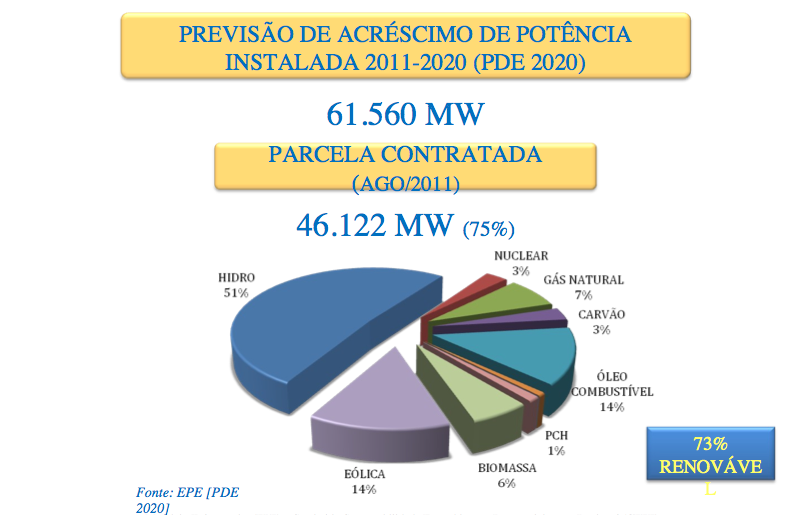 PREVISÃO DE ACRÉSCIMO DE POTÊNCIA
INSTALADA 2011-2020 (PDE 2020)
61.560 MW
PARCELA CONTRATADA
(AGO/2011)
46.122 MW (75%)
HIDRO
51%
NUCLEAR
3%
GÁS NATURAL
7%
CARVÃO
3%
ÓLEO
COMBUSTÍVEL
14%
PCH
1%
BIOMASSA
6%
EÓLICA
14%
73%
RENOVÁVE
L
Fonte: EPE [PDE
2020]